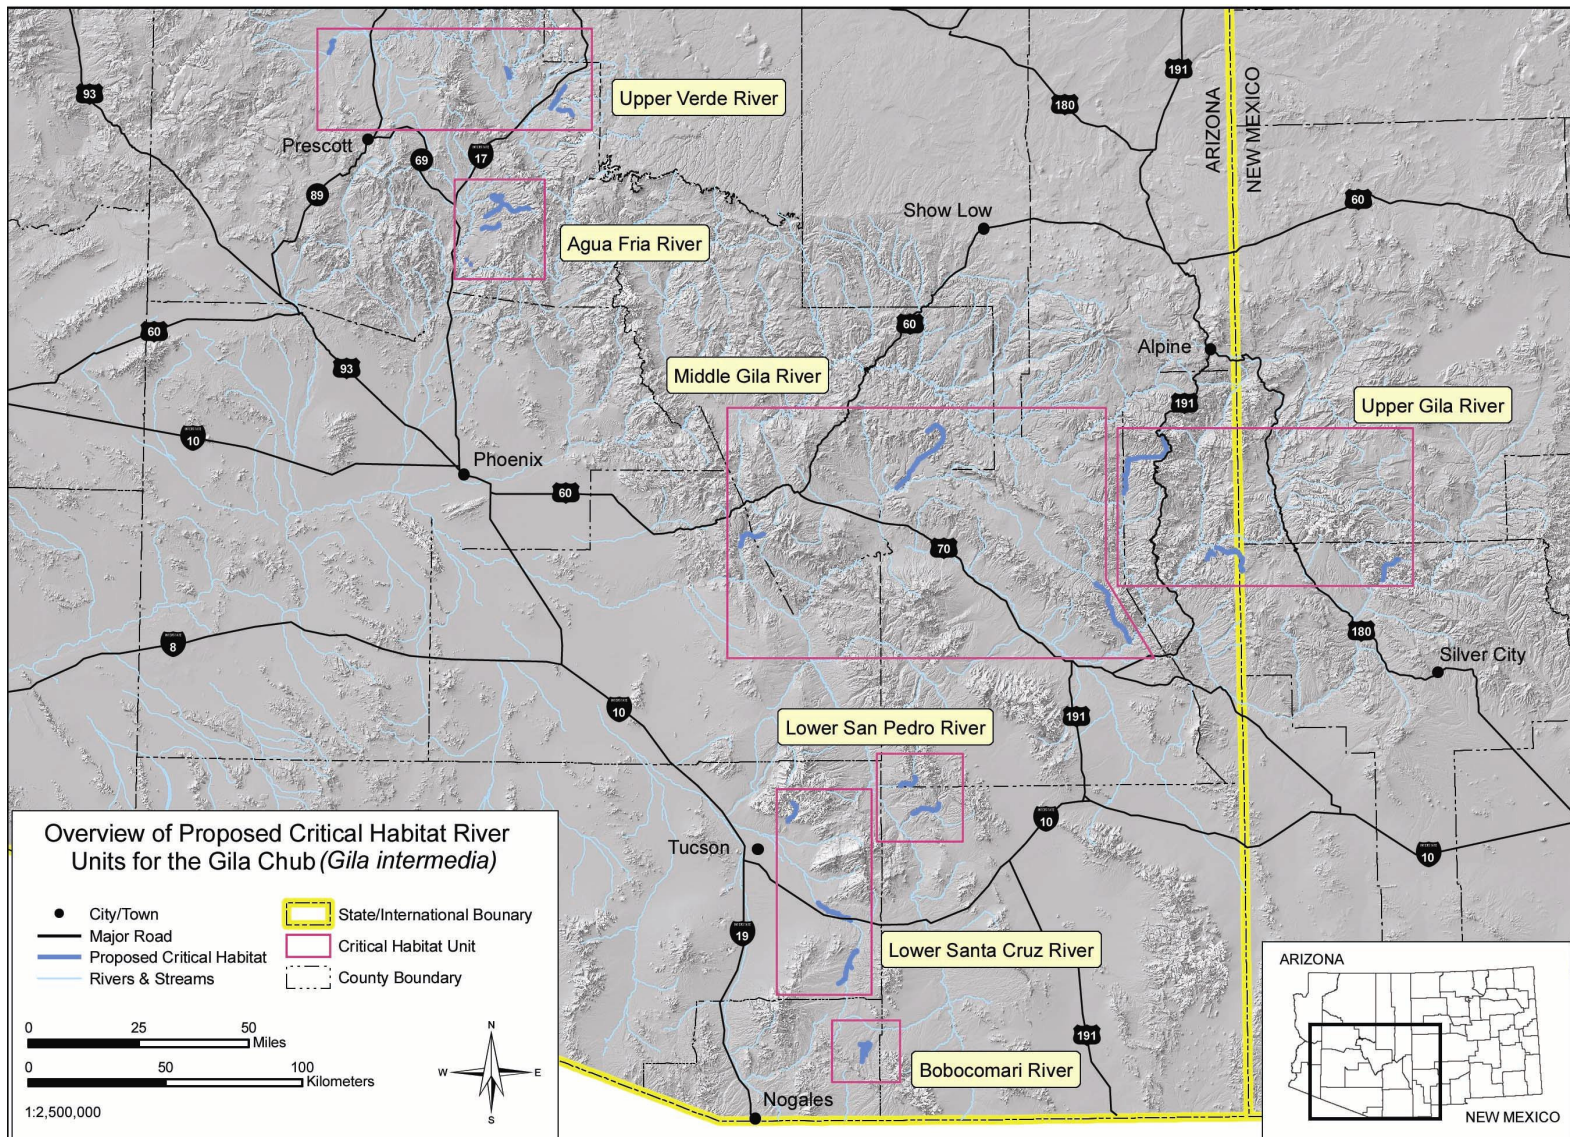 191
ARIZONA
NEW MEXICO
93
180
Upper Verde River
Prescott
69
17
89
60
Show Low
Agua Fria River
60
60
Alpine
93
Middle Gila River
191
Upper Gila River
10
Phoenix
60
70
8
180
Silver City
10
191
Lower San Pedro River
10
10
Tucson
19
Lower Santa Cruz River
191
Bobocomari River
Nogales
Overview of Proposed Critical Habitat River
Units for the Gila Chub (Gila intermedia)
City/Town
Major Road
Proposed Critical Habitat
Rivers & Streams
State/International Bounary
Critical Habitat Unit
County Boundary
0 25 50
Miles
0 50 100
Kilometers
1:2,500,000
N
W E
S
ARIZONA
NEW MEXICO